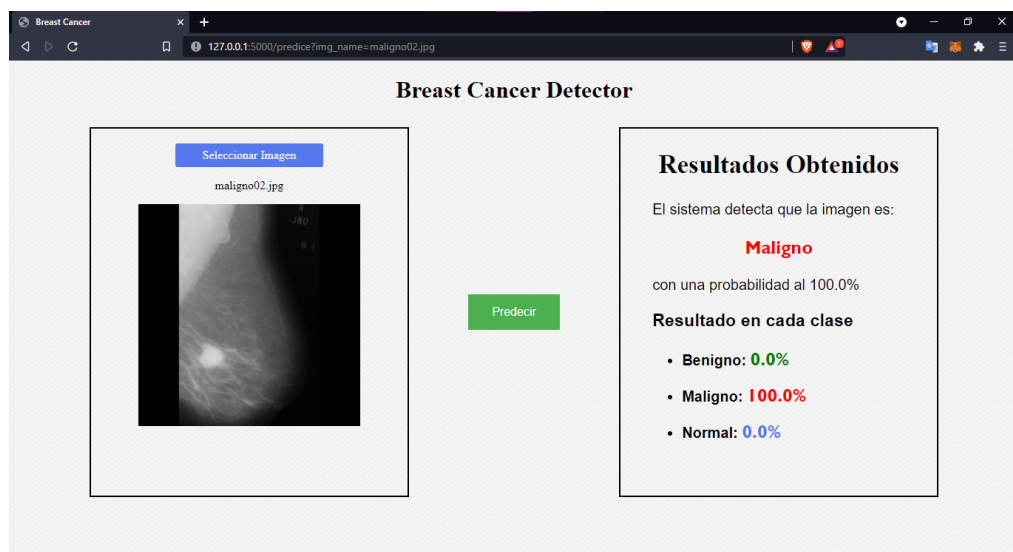 Breast Cancer
127.0.0.1:5000/predice?img_name=maligno02.jpg
Breast Cancer Detector
Seleccionar Imagen
maligno02.jpg
Predecir
Resultados Obtenidos
El sistema detecta que la imagen es:
Maligno
con una probabilidad al 100.0%
Resultado en cada clase
• Benigno: 0.0%
• Maligno: 100.0%
• Normal: 0.0%